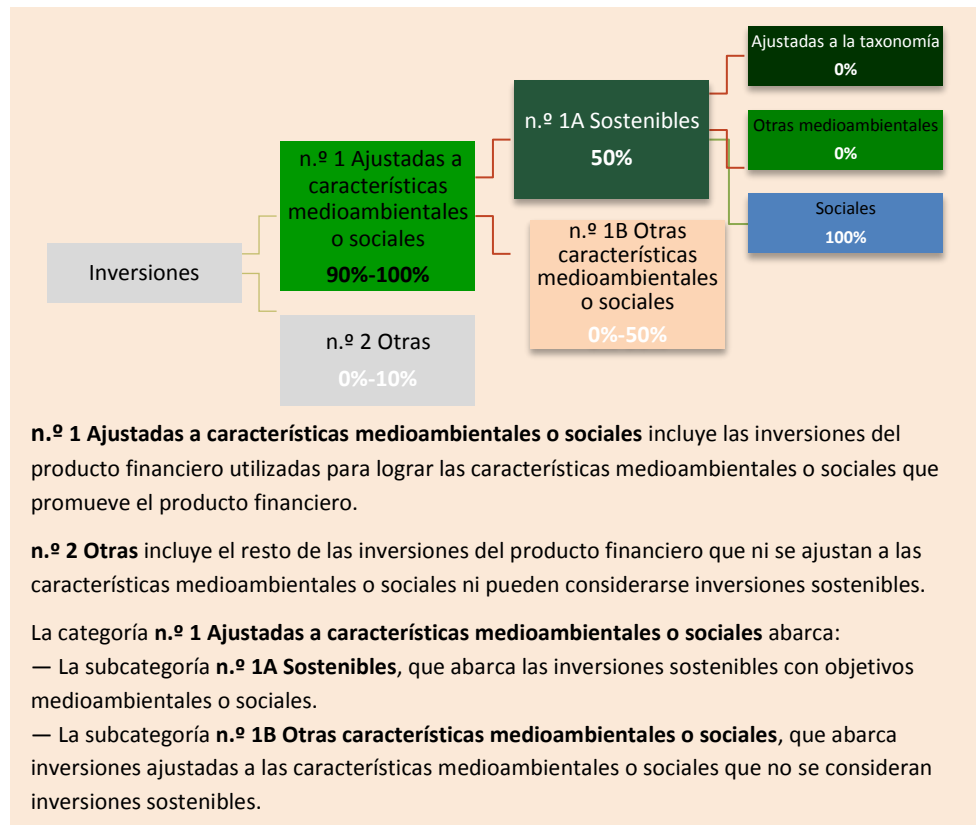 Inversiones
n.º 1 Ajustadas a
características
medioambientales
o sociales
90%-100%
n.º 2 Otras
0%-10%
n.º 1A Sostenibles
50%
n.º 1B Otras
características
medioambientales
o sociales
0%-50%
Ajustadas a la taxonomía
0%
Otras medioambientales
0%
Sociales
100%
n.º 1 Ajustadas a características medioambientales o sociales incluye las inversiones del
producto financiero utilizadas para lograr las características medioambientales o sociales que
promueve el producto financiero.
n.º 2 Otras incluye el resto de las inversiones del producto financiero que ni se ajustan a las
características medioambientales o sociales ni pueden considerarse inversiones sostenibles.
La categoría n.º 1 Ajustadas a características medioambientales o sociales abarca:
— La subcategoría n.º 1A Sostenibles, que abarca las inversiones sostenibles con objetivos
medioambientales o sociales.
— La subcategoría n.º 1B Otras características medioambientales o sociales, que abarca
inversiones ajustadas a las características medioambientales o sociales que no se consideran
inversiones sostenibles.